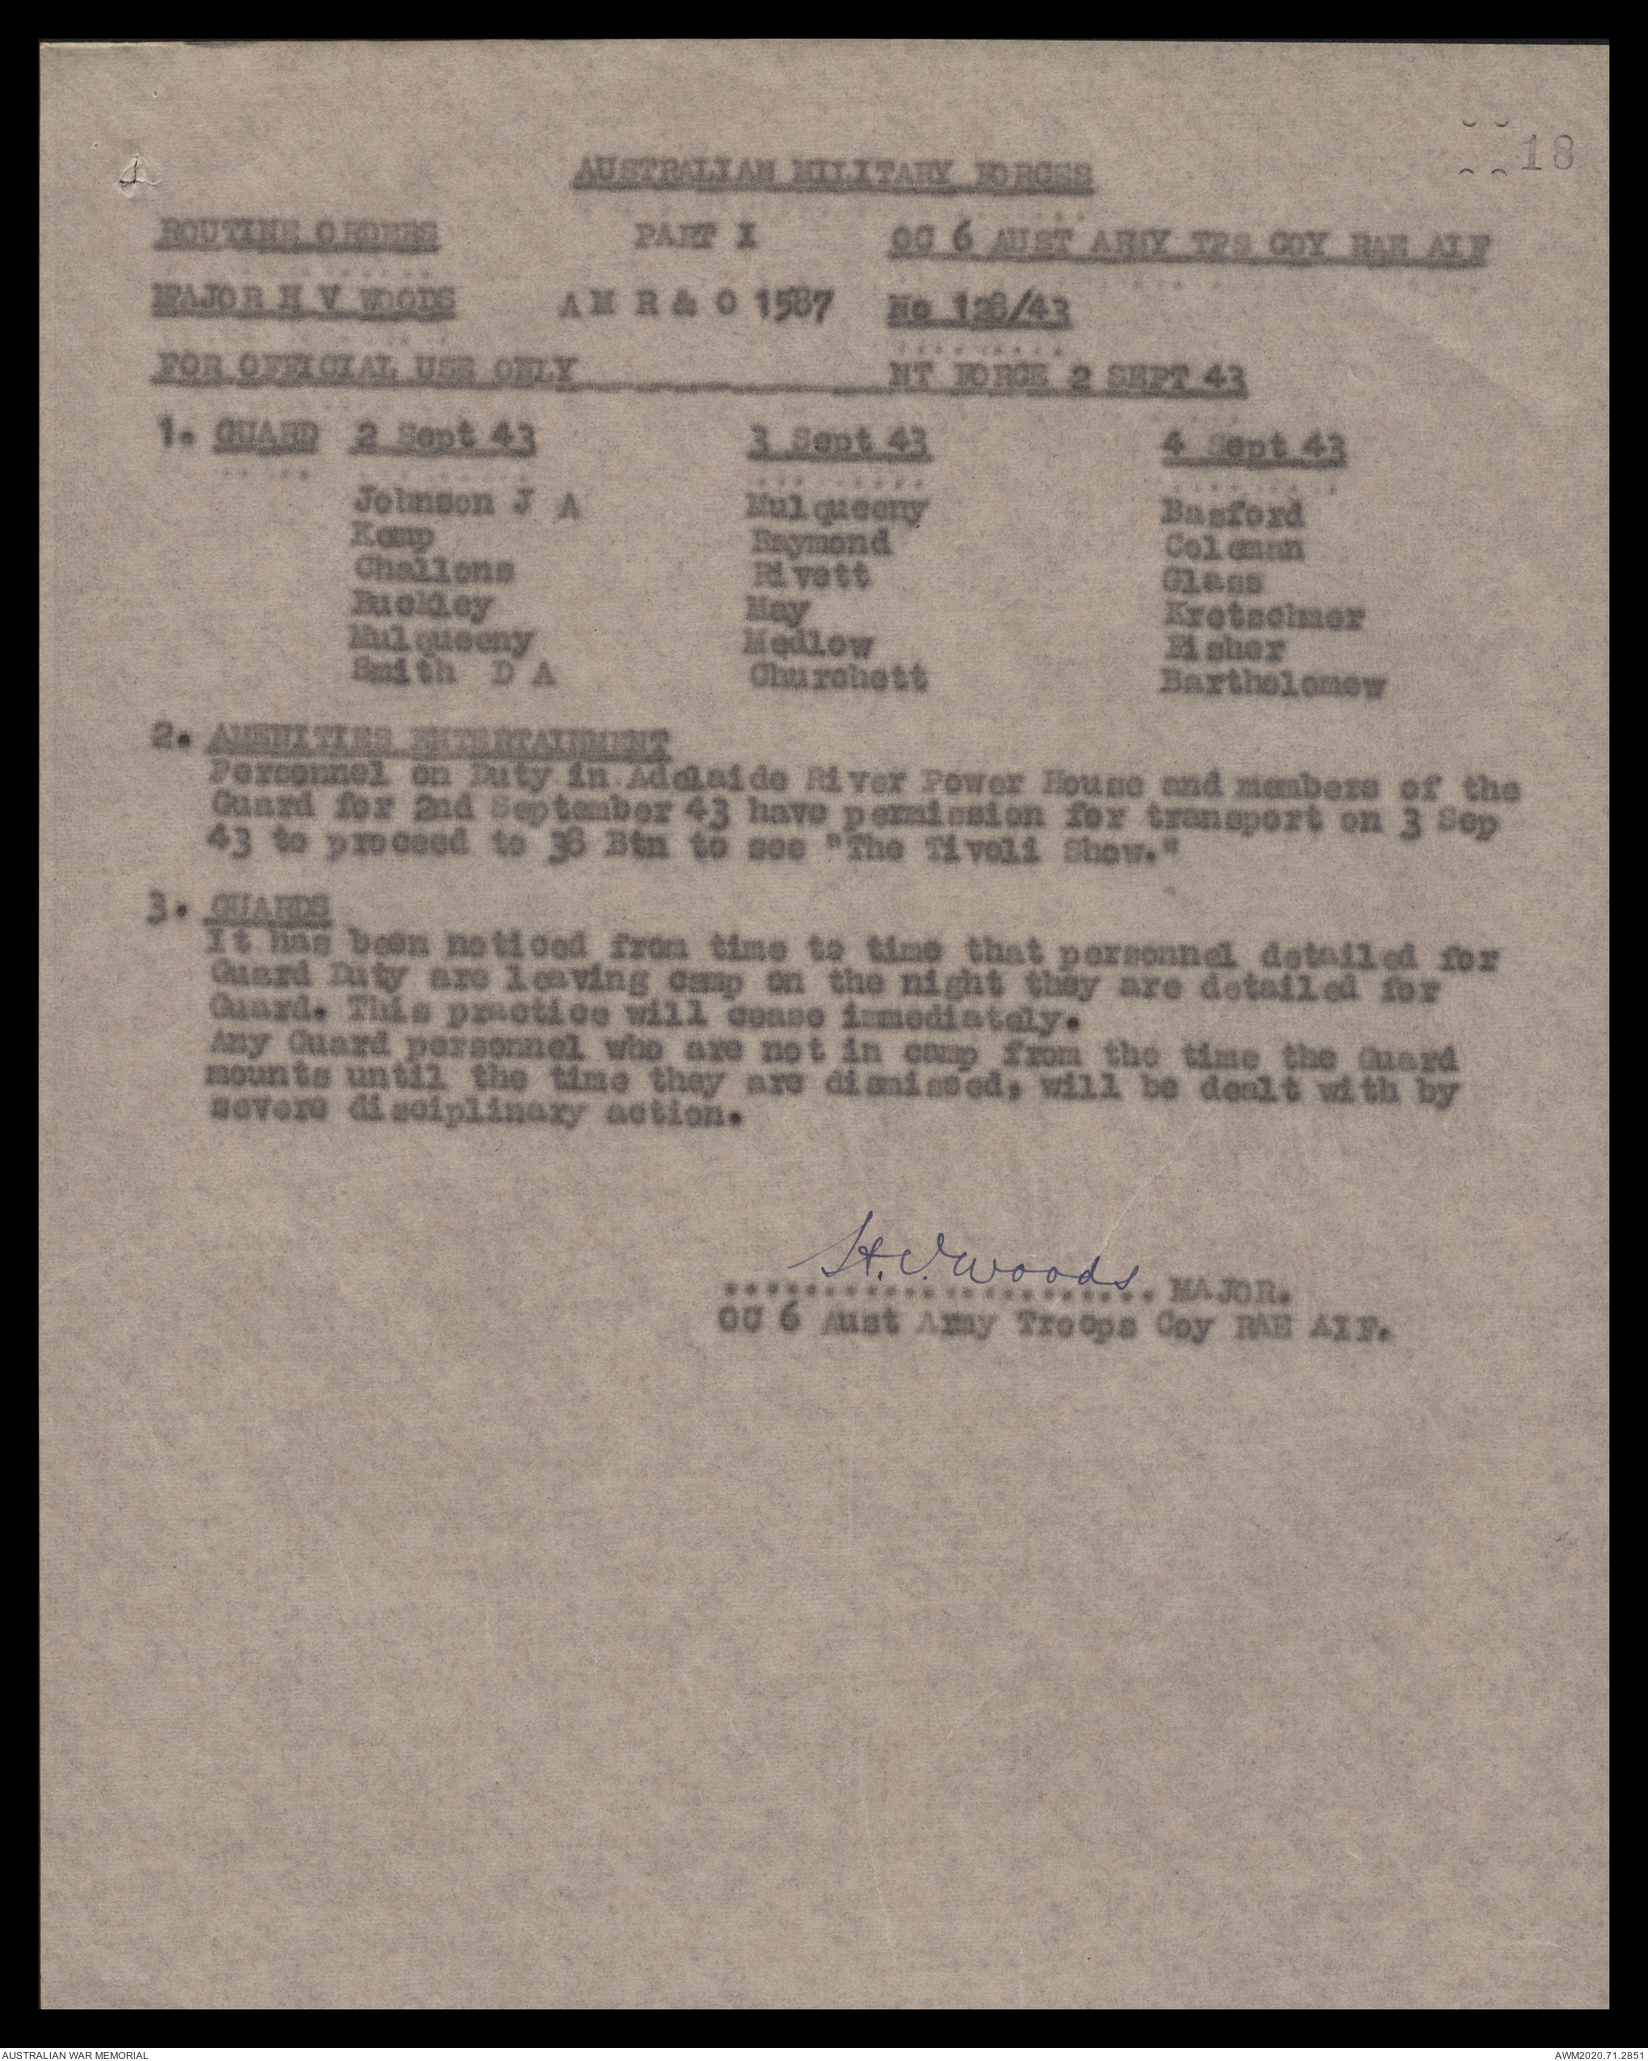 18
AUSTRALIAN MILITARY FORCES
ROUTINE ORDERS PART I OC 6 AUST ARMY TPS COY RAE AIF
MAJOR H V WOODS A M R & O 1587 No 128/43
FOR OFFICIAL USE ONLY MT FORCE 2 SEPT 43
1. GUARD 2 Sept 43 3 Sept 43 4 Sept 43
Johnson J A Mulqueeny Basford
Kemp Raymond Coleman
Challens Rivett Glass
Buckley May Kretschmer
Mulqueeny Medlow Fisher
Smith D A Churchett Bartholomew
2. AMENITIES ENTERTAINMENT
Personnel on Duty in Adelaide River Power House and members of the
Guard for 2nd September 43 have permission for transport on 3 Sep
43 to proceed to 38 Btn to see "The Tivoli Show."
3. GUARDS
It has been noticed from time to time that personnel detailed for
Guard Duty are leaving camp on the night they are detailed for
Guard. This practice will cease immediately.
Any Guard personnel who are not in camp from the time the Guard
mounts until the time they are dismissed, will be dealt with by
severe disciplinary action.
H.V. Woods
....................... MAJOR.
OC 6 Aust Army Troops Coy RAE AIF.
AUSTRALIAN WAR MEMORIAL AWM2020.71.2851